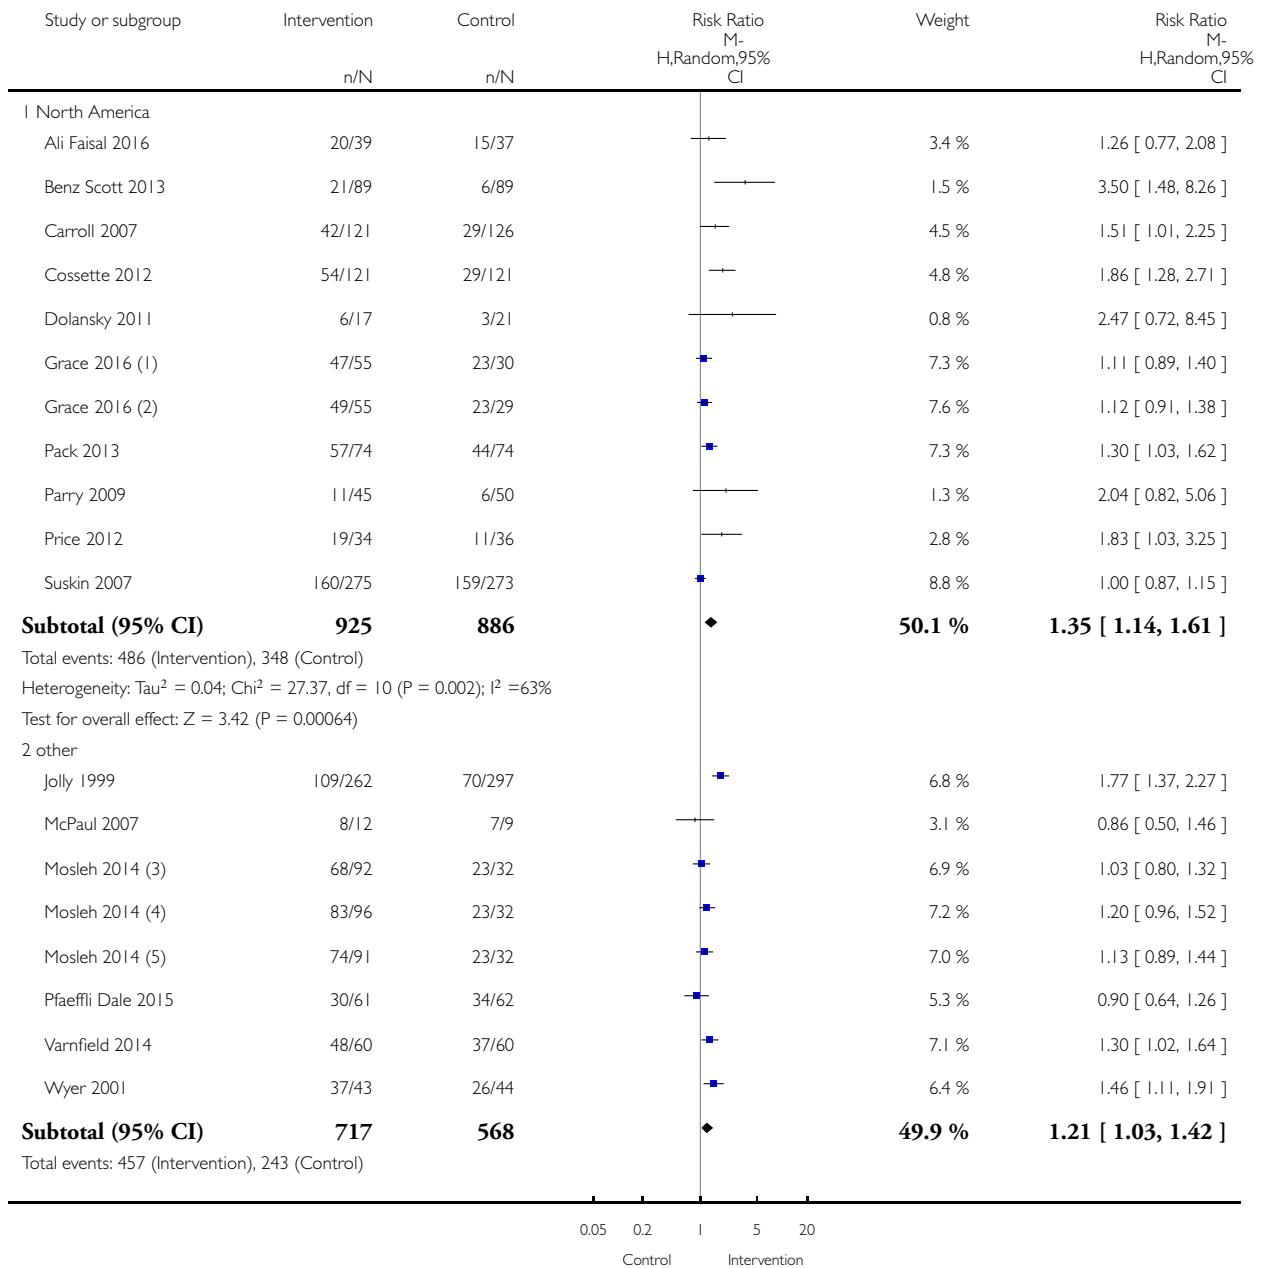 Study or subgroup Intervention Control Risk Ratio Weight Risk Ratio
M- M-
H,Random,95% H,Random,95%
n/N n/N CI CI
1 North America
Ali Faisal 2016 20/39 15/37 3.4 % 1.26 [ 0.77, 2.08 ]
Benz Scott 2013 21/89 6/89 1.5 % 3.50 [ 1.48, 8.26 ]
Carroll 2007 42/121 29/126 4.5 % 1.51 [ 1.01, 2.25 ]
Cossette 2012 54/121 29/121 4.8 % 1.86 [ 1.28, 2.71 ]
Dolansky 2011 6/17 3/21 0.8 % 2.47 [ 0.72, 8.45 ]
Grace 2016 (1) 47/55 23/30 7.3 % 1.11 [ 0.89, 1.40 ]
Grace 2016 (2) 49/55 23/29 7.6 % 1.12 [ 0.91, 1.38 ]
Pack 2013 57/74 44/74 7.3 % 1.30 [ 1.03, 1.62 ]
Parry 2009 11/45 6/50 1.3 % 2.04 [ 0.82, 5.06 ]
Price 2012 19/34 11/36 2.8 % 1.83 [ 1.03, 3.25 ]
Suskin 2007 160/275 159/273 8.8 % 1.00 [ 0.87, 1.15 ]
Subtotal (95% CI) 925 886 50.1 % 1.35 [ 1.14, 1.61 ]
Total events: 486 (Intervention), 348 (Control)
Heterogeneity: Tau² = 0.04; Chi² = 27.37, df = 10 (P = 0.002); I² =63%
Test for overall effect: Z = 3.42 (P = 0.00064)
2 other
Jolly 1999 109/262 70/297 6.8 % 1.77 [ 1.37, 2.27 ]
McPaul 2007 8/12 7/9 3.1 % 0.86 [ 0.50, 1.46 ]
Mosleh 2014 (3) 68/92 23/32 6.9 % 1.03 [ 0.80, 1.32 ]
Mosleh 2014 (4) 83/96 23/32 7.2 % 1.20 [ 0.96, 1.52 ]
Mosleh 2014 (5) 74/91 23/32 7.0 % 1.13 [ 0.89, 1.44 ]
Pfaeffli Dale 2015 30/61 34/62 5.3 % 0.90 [ 0.64, 1.26 ]
Varnfield 2014 48/60 37/60 7.1 % 1.30 [ 1.02, 1.64 ]
Wyer 2001 37/43 26/44 6.4 % 1.46 [ 1.11, 1.91 ]
Subtotal (95% CI) 717 568 49.9 % 1.21 [ 1.03, 1.42 ]
Total events: 457 (Intervention), 243 (Control)
0.05 0.2 1 5 20
Control Intervention